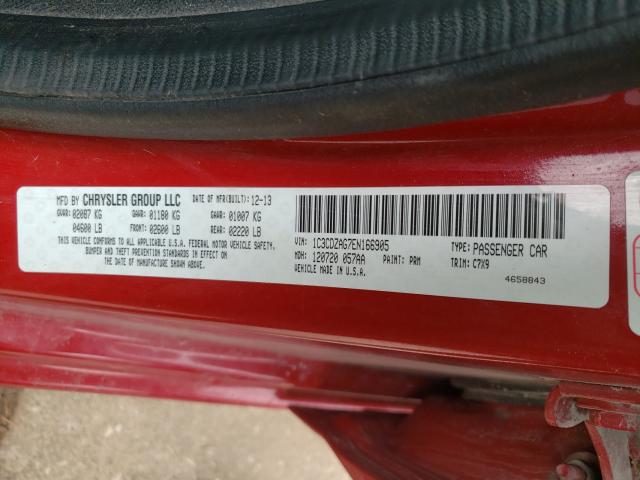 MFD BY CHRYSLER GROUP LLC DATE OF MFR(BUILT): 12-13
GVWR: 02087 KG GAWR: 01180 KG GAWR: 01007 KG
04600 LB FRONT: 02600 LB REAR: 02220 LB
THIS VEHICLE CONFORMS TO ALL APPLICABLE U.S.A. FEDERAL MOTOR VEHICLE SAFETY,
BUMPER AND THEFT PREVENTION STANDARDS IN EFFECT ON
THE DATE OF MANUFACTURE SHOWN ABOVE.
VIN: 1C3CDZAG7EN166905 TYPE: PASSENGER CAR
MDH: 120720 057AA PAINT: PRM TRIM: C7X9
VEHICLE MADE IN U.S.A.
4658843